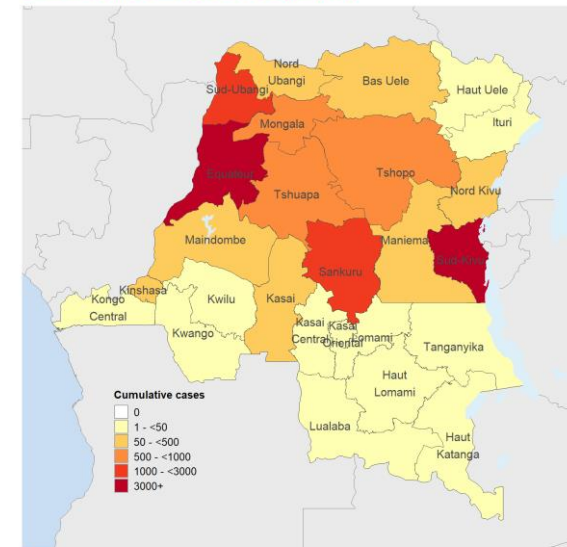 Nord
Ubangi
Bas Uele
Haut Uele
Sud-Ubangi
Ituri
Mongala
Equateur
Tshopo
Tshuapa
Nord Kivu
Maindombe
Maniema
Sankuru
Sud-Kivu
Kinshasa
Kasai
Kongo
Central
Kwilu
Kwango
Kasai
Central
Kasai
Oriental
Lomami
Tanganyika
Haut
Lomami
Lualaba
Haut
Katanga
Cumulative cases
0
1 - <50
50 - <500
500 - <1000
1000 - <3000
3000+